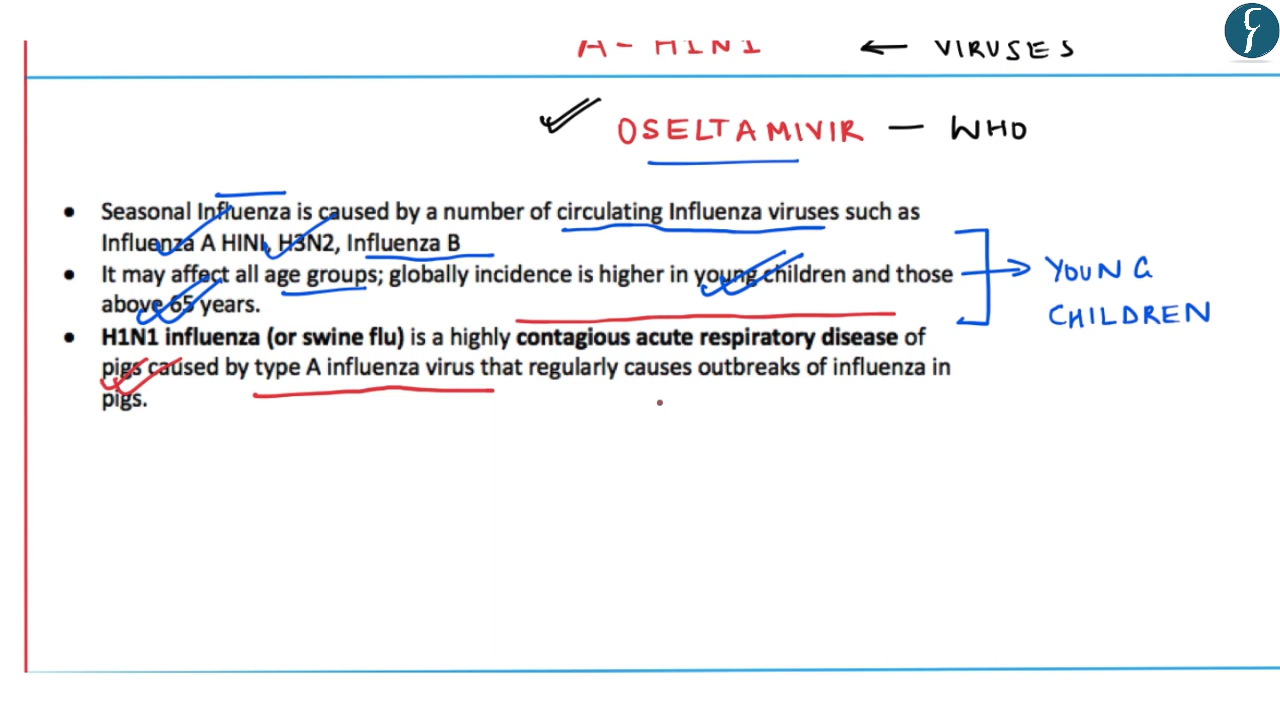 A - H1N1 ← VIRUSES
OSELTAMIVIR — WHO
• Seasonal Influenza is caused by a number of circulating Influenza viruses such as
Influenza A HINI, H3N2, Influenza B
• It may affect all age groups; globally incidence is higher in young children and those
above 65 years.
YOUNG
CHILDREN
• H1N1 influenza (or swine flu) is a highly contagious acute respiratory disease of
pigs caused by type A influenza virus that regularly causes outbreaks of influenza in
pigs.